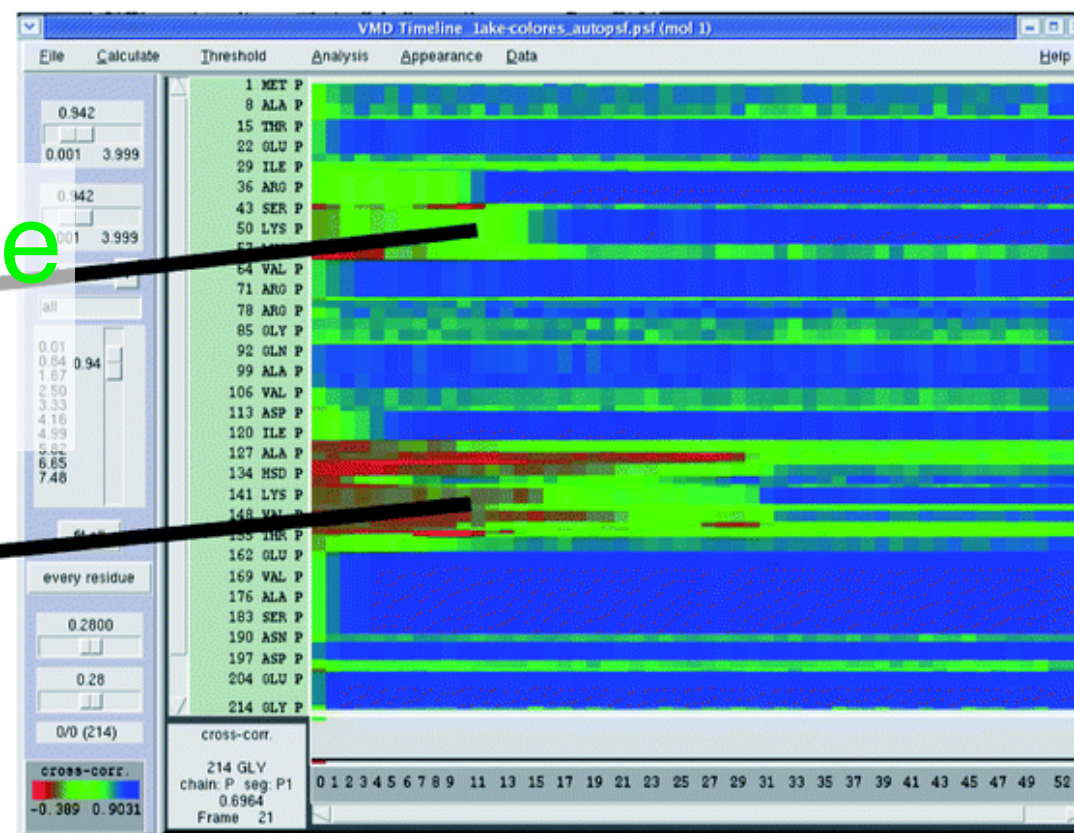 VMD Timeline 1ake-colores_autopsf.psf (mol 1)
File Calculate Threshold Analysis Appearance Data Help
0.942
0.001 3.999
0.942
001 3.999
e
all
0.01
0.84
1.67
2.50
3.33
4.16
4.99
5.82
6.65
7.48
0.94
every residue
0.2800
0.28
0/0 (214)
cross-corr.
-0.389 0.9031
1 MET P
8 ALA P
15 THR P
22 GLU P
29 ILE P
36 ARG P
43 SER P
50 LYS P
64 VAL P
71 ARG P
78 ARG P
85 GLY P
92 GLN P
99 ALA P
106 VAL P
113 ASP P
120 ILE P
127 ALA P
134 HSD P
141 LYS P
148 VAL P
155 THR P
162 GLU P
169 VAL P
176 ALA P
183 SER P
190 ASN P
197 ASP P
204 GLU P
214 GLY P
cross-corr.
214 GLY
chain: P seg: P1
0.6964
Frame 21
0 1 2 3 4 5 6 7 8 9 11 13 15 17 19 21 23 25 27 29 31 33 35 37 39 41 43 45 47 49 52